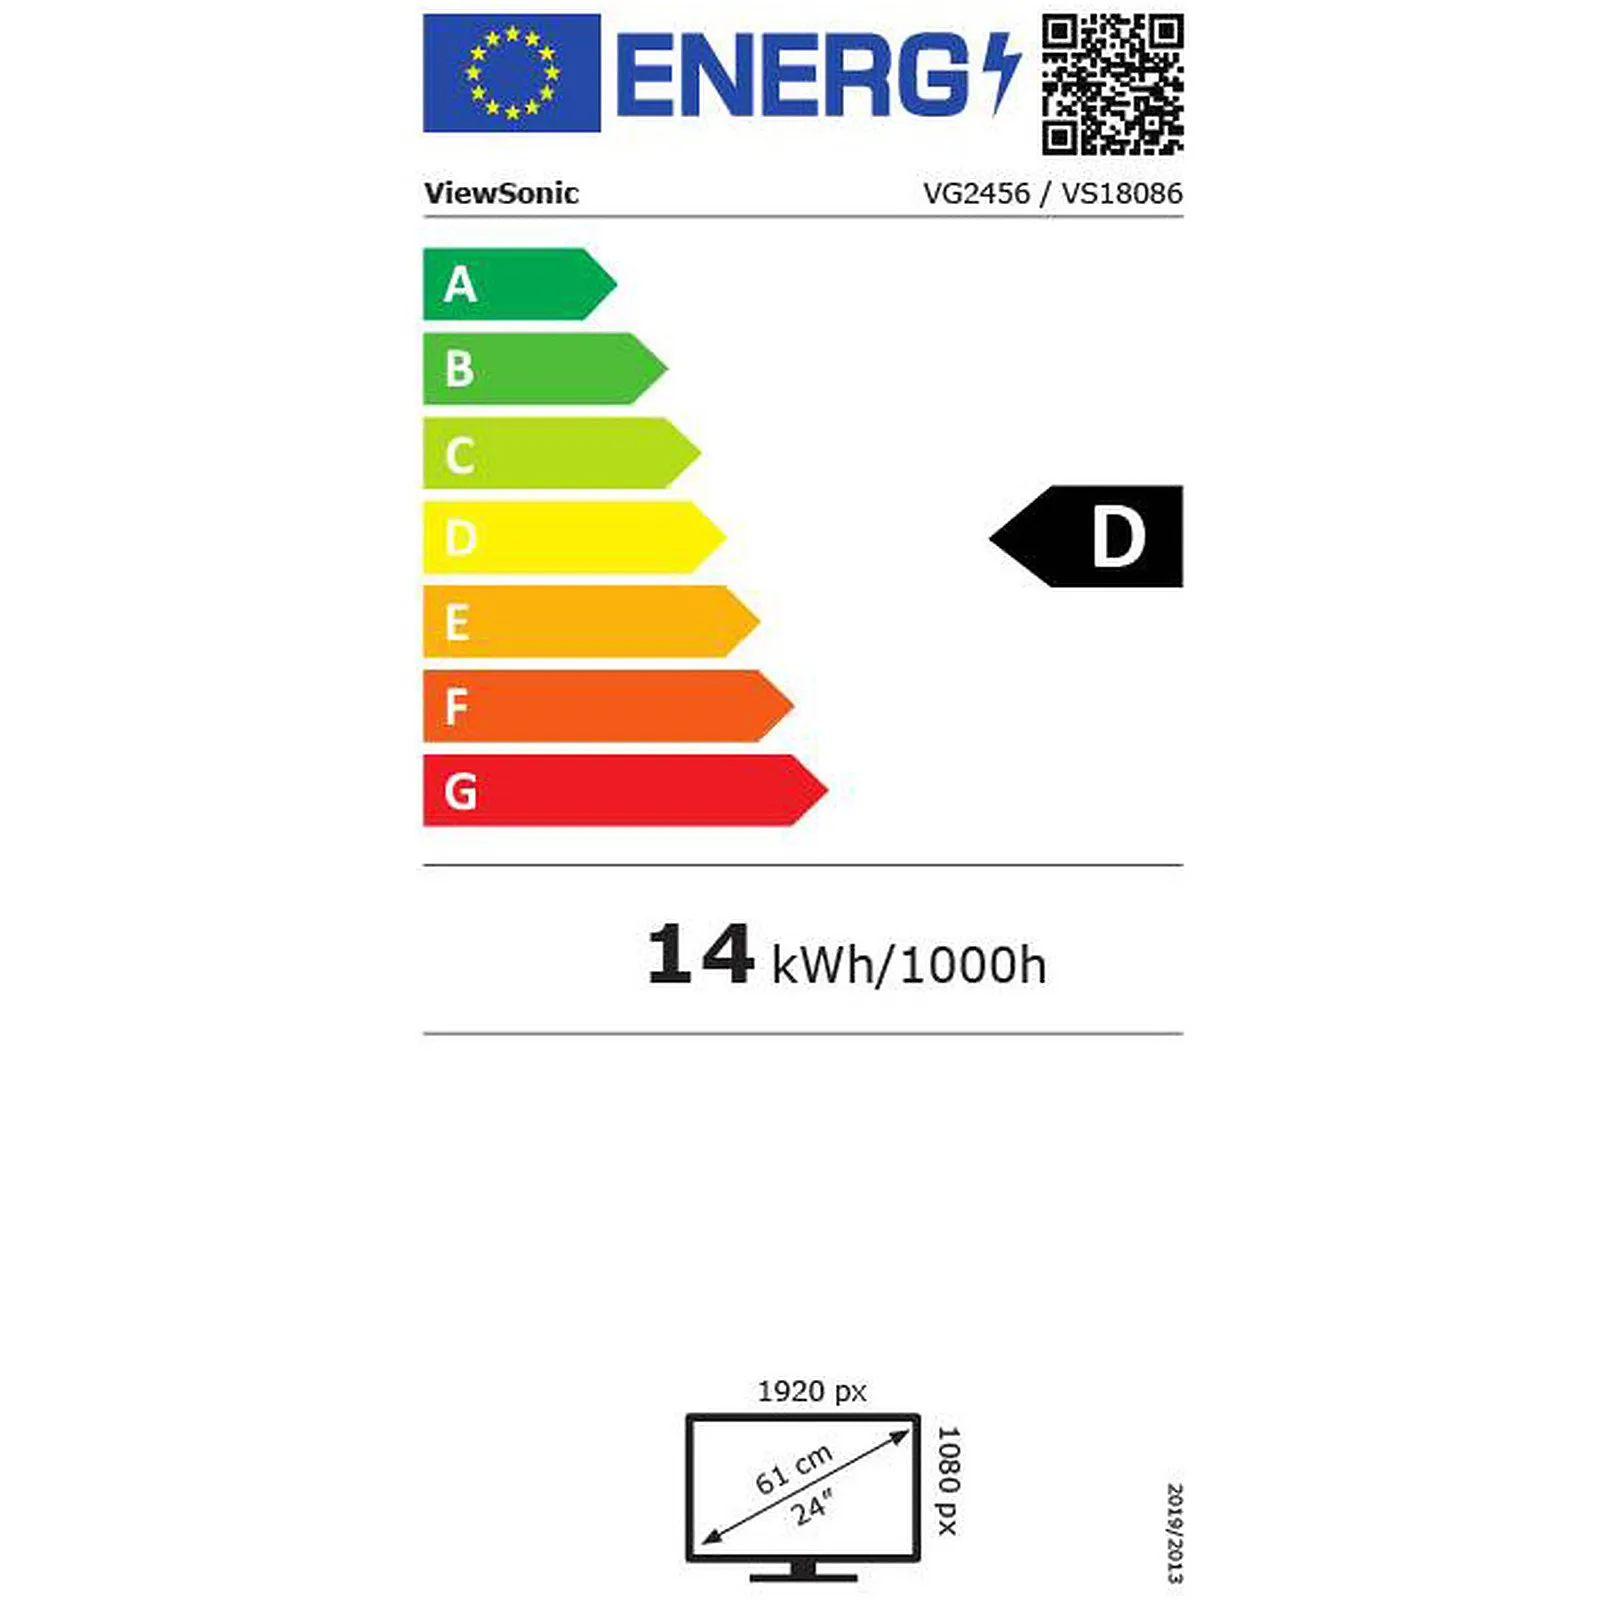 ENERG
ViewSonic VG2456 / VS18086
A
B
C
D
D
E
F
G
14 kWh/1000h
1920 px
1080 px
61 cm
24"
2019/2013